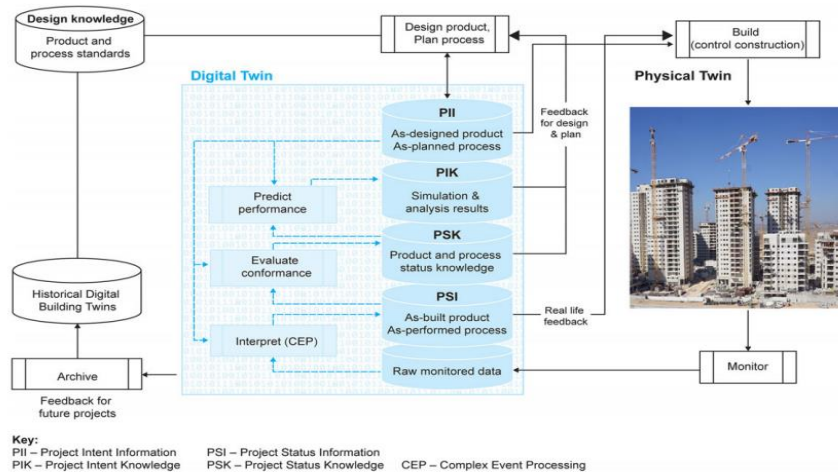 Design knowledge
Product and
process standards
Design product,
Plan process
Build
(control construction)
Digital Twin
Physical Twin
PII
As-designed product
As-planned process
Feedback
for design
& plan
PIK
Simulation &
analysis results
Predict
performance
PSK
Product and process
status knowledge
Evaluate
conformance
Historical Digital
Building Twins
PSI
As-built product
As-performed process
Real life
feedback
Interpret (CEP)
Raw monitored data
Monitor
Archive
Feedback for
future projects
Key:
PII – Project Intent Information PSI – Project Status Information
PIK – Project Intent Knowledge PSK – Project Status Knowledge CEP – Complex Event Processing